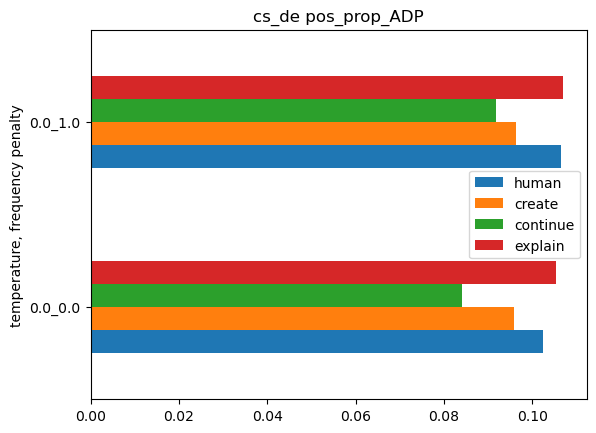 cs_de pos_prop_ADP
temperature, frequency penalty
0.0_1.0
0.0_0.0
human
create
continue
explain
0.00 0.02 0.04 0.06 0.08 0.10